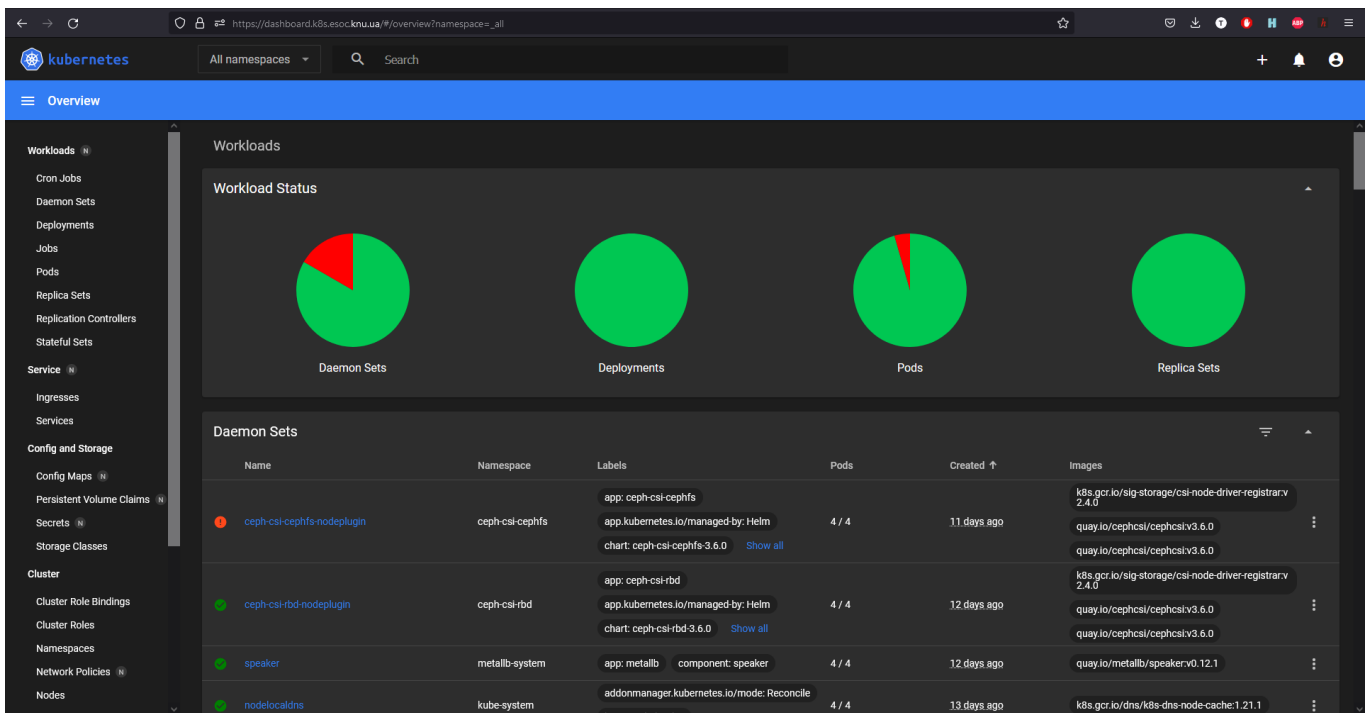 https://dashboard.k8s.esoc.knu.ua/#/overview?namespace=_all
kubernetes
All namespaces
Search
Overview
Workloads N
Cron Jobs
Daemon Sets
Deployments
Jobs
Pods
Replica Sets
Replication Controllers
Stateful Sets
Service N
Ingresses
Services
Config and Storage
Config Maps N
Persistent Volume Claims N
Secrets N
Storage Classes
Cluster
Cluster Role Bindings
Cluster Roles
Namespaces
Network Policies N
Nodes
Workloads
Workload Status
Daemon Sets
Deployments
Pods
Replica Sets
Daemon Sets
Name Namespace Labels Pods Created ↑ Images
ceph-csi-cephfs-nodeplugin ceph-csi-cephfs
app: ceph-csi-cephfs
app.kubernetes.io/managed-by: Helm
chart: ceph-csi-cephfs-3.6.0 Show all
4 / 4 11 days ago
k8s.gcr.io/sig-storage/csi-node-driver-registrar:v
2.4.0
quay.io/cephcsi/cephcsi:v3.6.0
quay.io/cephcsi/cephcsi:v3.6.0
ceph-csi-rbd-nodeplugin ceph-csi-rbd
app: ceph-csi-rbd
app.kubernetes.io/managed-by: Helm
chart: ceph-csi-rbd-3.6.0 Show all
4 / 4 12 days ago
k8s.gcr.io/sig-storage/csi-node-driver-registrar:v
2.4.0
quay.io/cephcsi/cephcsi:v3.6.0
quay.io/cephcsi/cephcsi:v3.6.0
speaker metallb-system app: metallb component: speaker 4 / 4 12 days ago quay.io/metallb/speaker:v0.12.1
nodelocaldns kube-system
addonmanager.kubernetes.io/mode: Reconcile
4 / 4 13 days ago k8s.gcr.io/dns/k8s-dns-node-cache:1.21.1